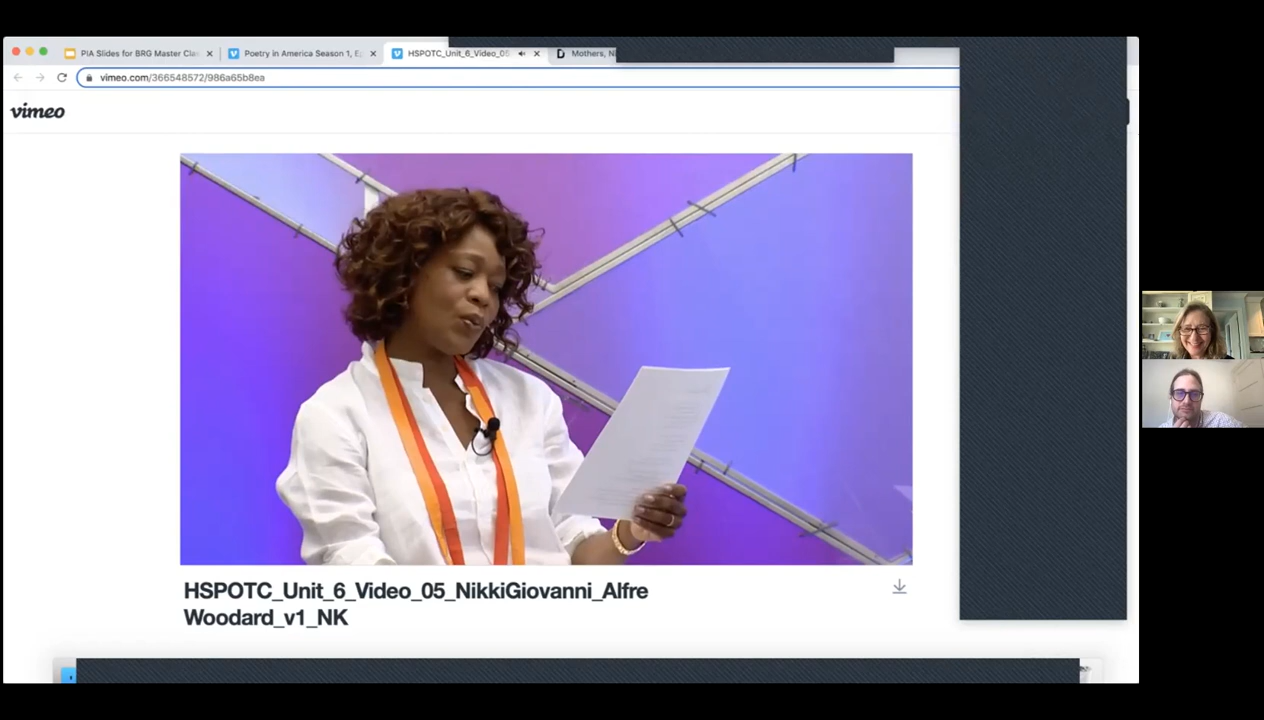 PIA Slides for BRG Master Clas
Poetry in America Season 1, E
HSPOTC_Unit_6_Video_05
Mothers, N
vimeo.com/366548572/986a65b8ea
vimeo
HSPOTC_Unit_6_Video_05_NikkiGiovanni_Alfre
Woodard_v1_NK